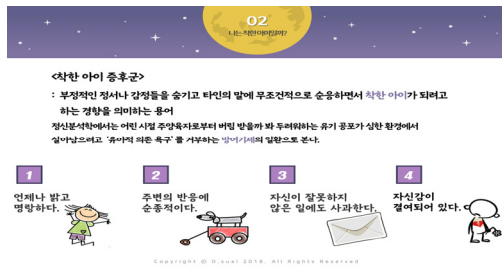 02
나는 착한 아이일까?
<착한 아이 증후군>
: 부정적인 정서나 감정들을 숨기고 타인의 말에 무조건적으로 순응하면서 착한 아이가 되려고
하는 경향을 의미하는 용어
정신분석학에서는 어린 시절 주양육자로부터 버림 받을까 봐 두려워하는 유기 공포가 심한 환경에서
살아남으려고 '유아적 의존 욕구'를 거부하는 방어기제의 일환으로 본다.
1
언제나 밝고
명랑하다.
2
주변의 반응에
순종적이다.
3
자신이 잘못하지
않은 일에도 사과한다.
4
자신감이
결여되어 있다.
Copyright ⓒ D.sual 2018. All Rights Reserved